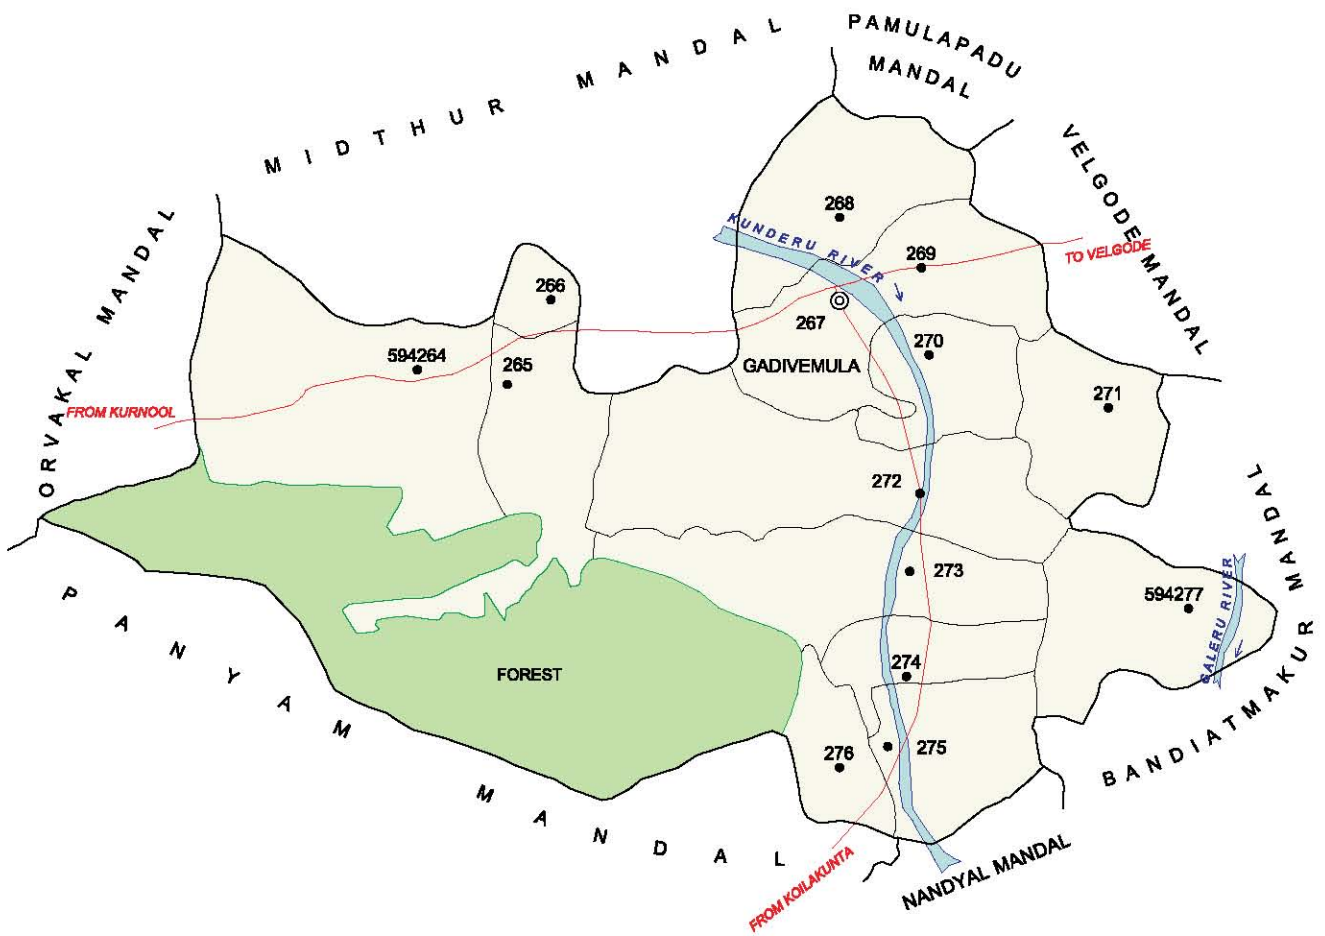 PAMULAPADU
MANDAL
MIDTHUR MANDAL
VELGODE MANDAL
ORVAKAL MANDAL
268
KUNDERU RIVER
269
TO VELGODE
266
267
594264
265
GADIVEMULA
270
271
FROM KURNOOL
272
273
594277
SALERU RIVER
BANDIATMAKUR MANDAL
FOREST
274
275
276
PANYAM MANDAL
FROM KOILAKUNTA
NANDYAL MANDAL